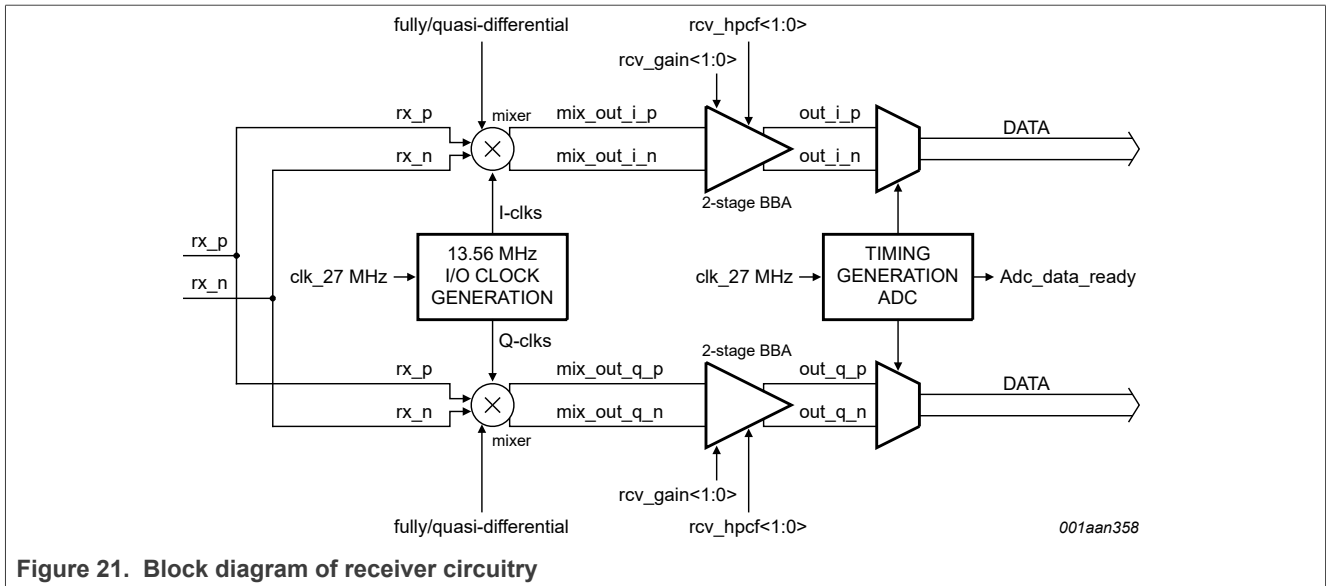 fully/quasi-differential
rcv_hpcf<1:0>
rcv_gain<1:0>
rx_p
mixer
mix_out_i_p
out_i_p
DATA
rx_n
mix_out_i_n
out_i_n
2-stage BBA
I-clks
rx_p
rx_n
clk_27 MHz
13.56 MHz
I/O CLOCK
GENERATION
clk_27 MHz
TIMING
GENERATION
ADC
Adc_data_ready
Q-clks
2-stage BBA
rx_p
mix_out_q_p
out_q_p
DATA
rx_n
mix_out_q_n
out_q_n
mixer
rcv_gain<1:0>
fully/quasi-differential
rcv_hpcf<1:0>
001aan358
Figure 21. Block diagram of receiver circuitry